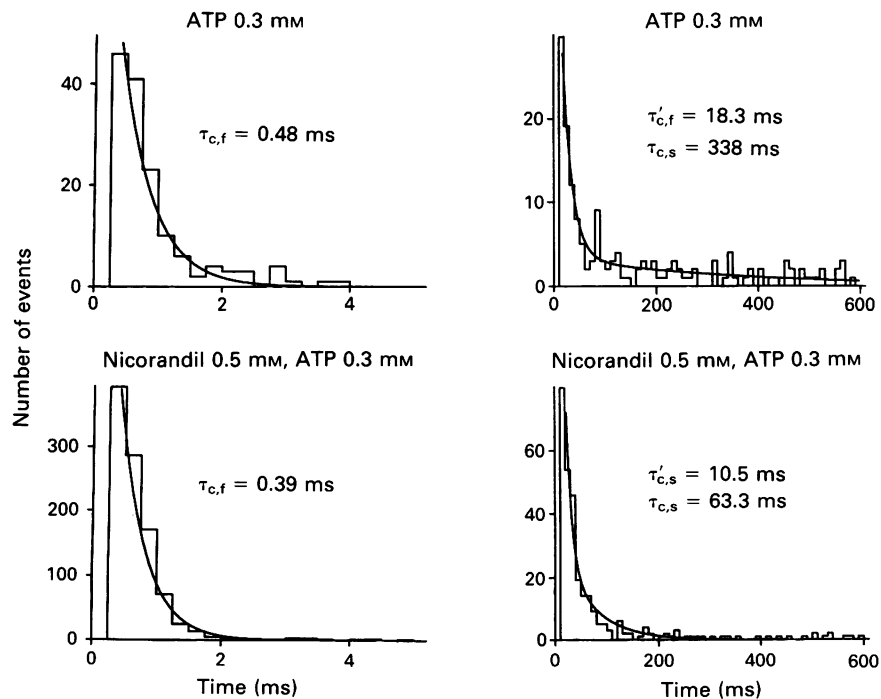 ATP 0.3 mM
40
20
0
0 2 4
τc,f = 0.48 ms
ATP 0.3 mM
20
10
0
0 200 400 600
τ′c,f = 18.3 ms
τc,s = 338 ms
Number of events
Nicorandil 0.5 mM, ATP 0.3 mM
300
200
100
0
0 2 4
τc,f = 0.39 ms
Time (ms)
Nicorandil 0.5 mM, ATP 0.3 mM
60
40
20
0
0 200 400 600
τ′c,s = 10.5 ms
τc,s = 63.3 ms
Time (ms)